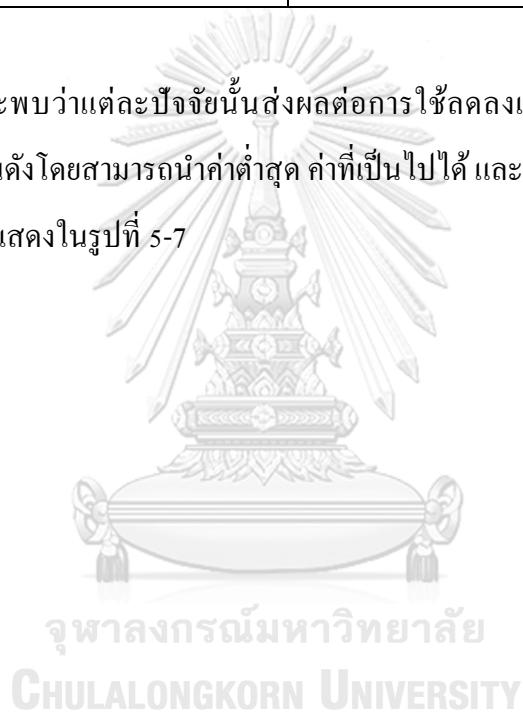 ะพบว่าแต่ละปัจจัยนั้นส่งผลต่อการใช้ลดลงเ
นดังโดยสามารถนำค่าต่ำสุด ค่าที่เป็นไปได้ และ
แสดงในรูปที่ 5-7
จุฬาลงกรณ์มหาวิทยาลัย
CHULALONGKORN UNIVERSITY